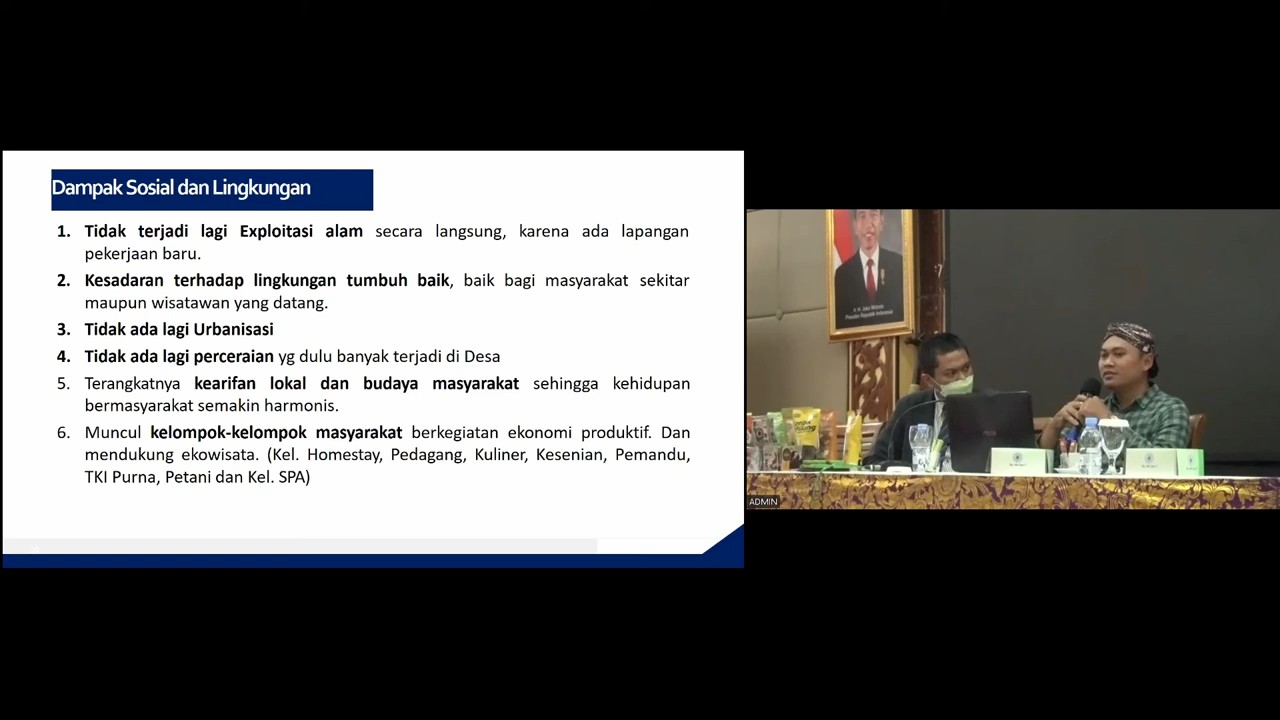 Dampak Sosial dan Lingkungan
1. Tidak terjadi lagi Exploitasi alam secara langsung, karena ada lapangan
pekerjaan baru.
2. Kesadaran terhadap lingkungan tumbuh baik, baik bagi masyarakat sekitar
maupun wisatawan yang datang.
3. Tidak ada lagi Urbanisasi
4. Tidak ada lagi perceraian yg dulu banyak terjadi di Desa
5. Terangkatnya kearifan lokal dan budaya masyarakat sehingga kehidupan
bermasyarakat semakin harmonis.
6. Muncul kelompok-kelompok masyarakat berkegiatan ekonomi produktif. Dan
mendukung ekowisata. (Kel. Homestay, Pedagang, Kuliner, Kesenian, Pemandu,
TKI Purna, Petani dan Kel. SPA)
Presiden Republik Indonesia
ADMIN